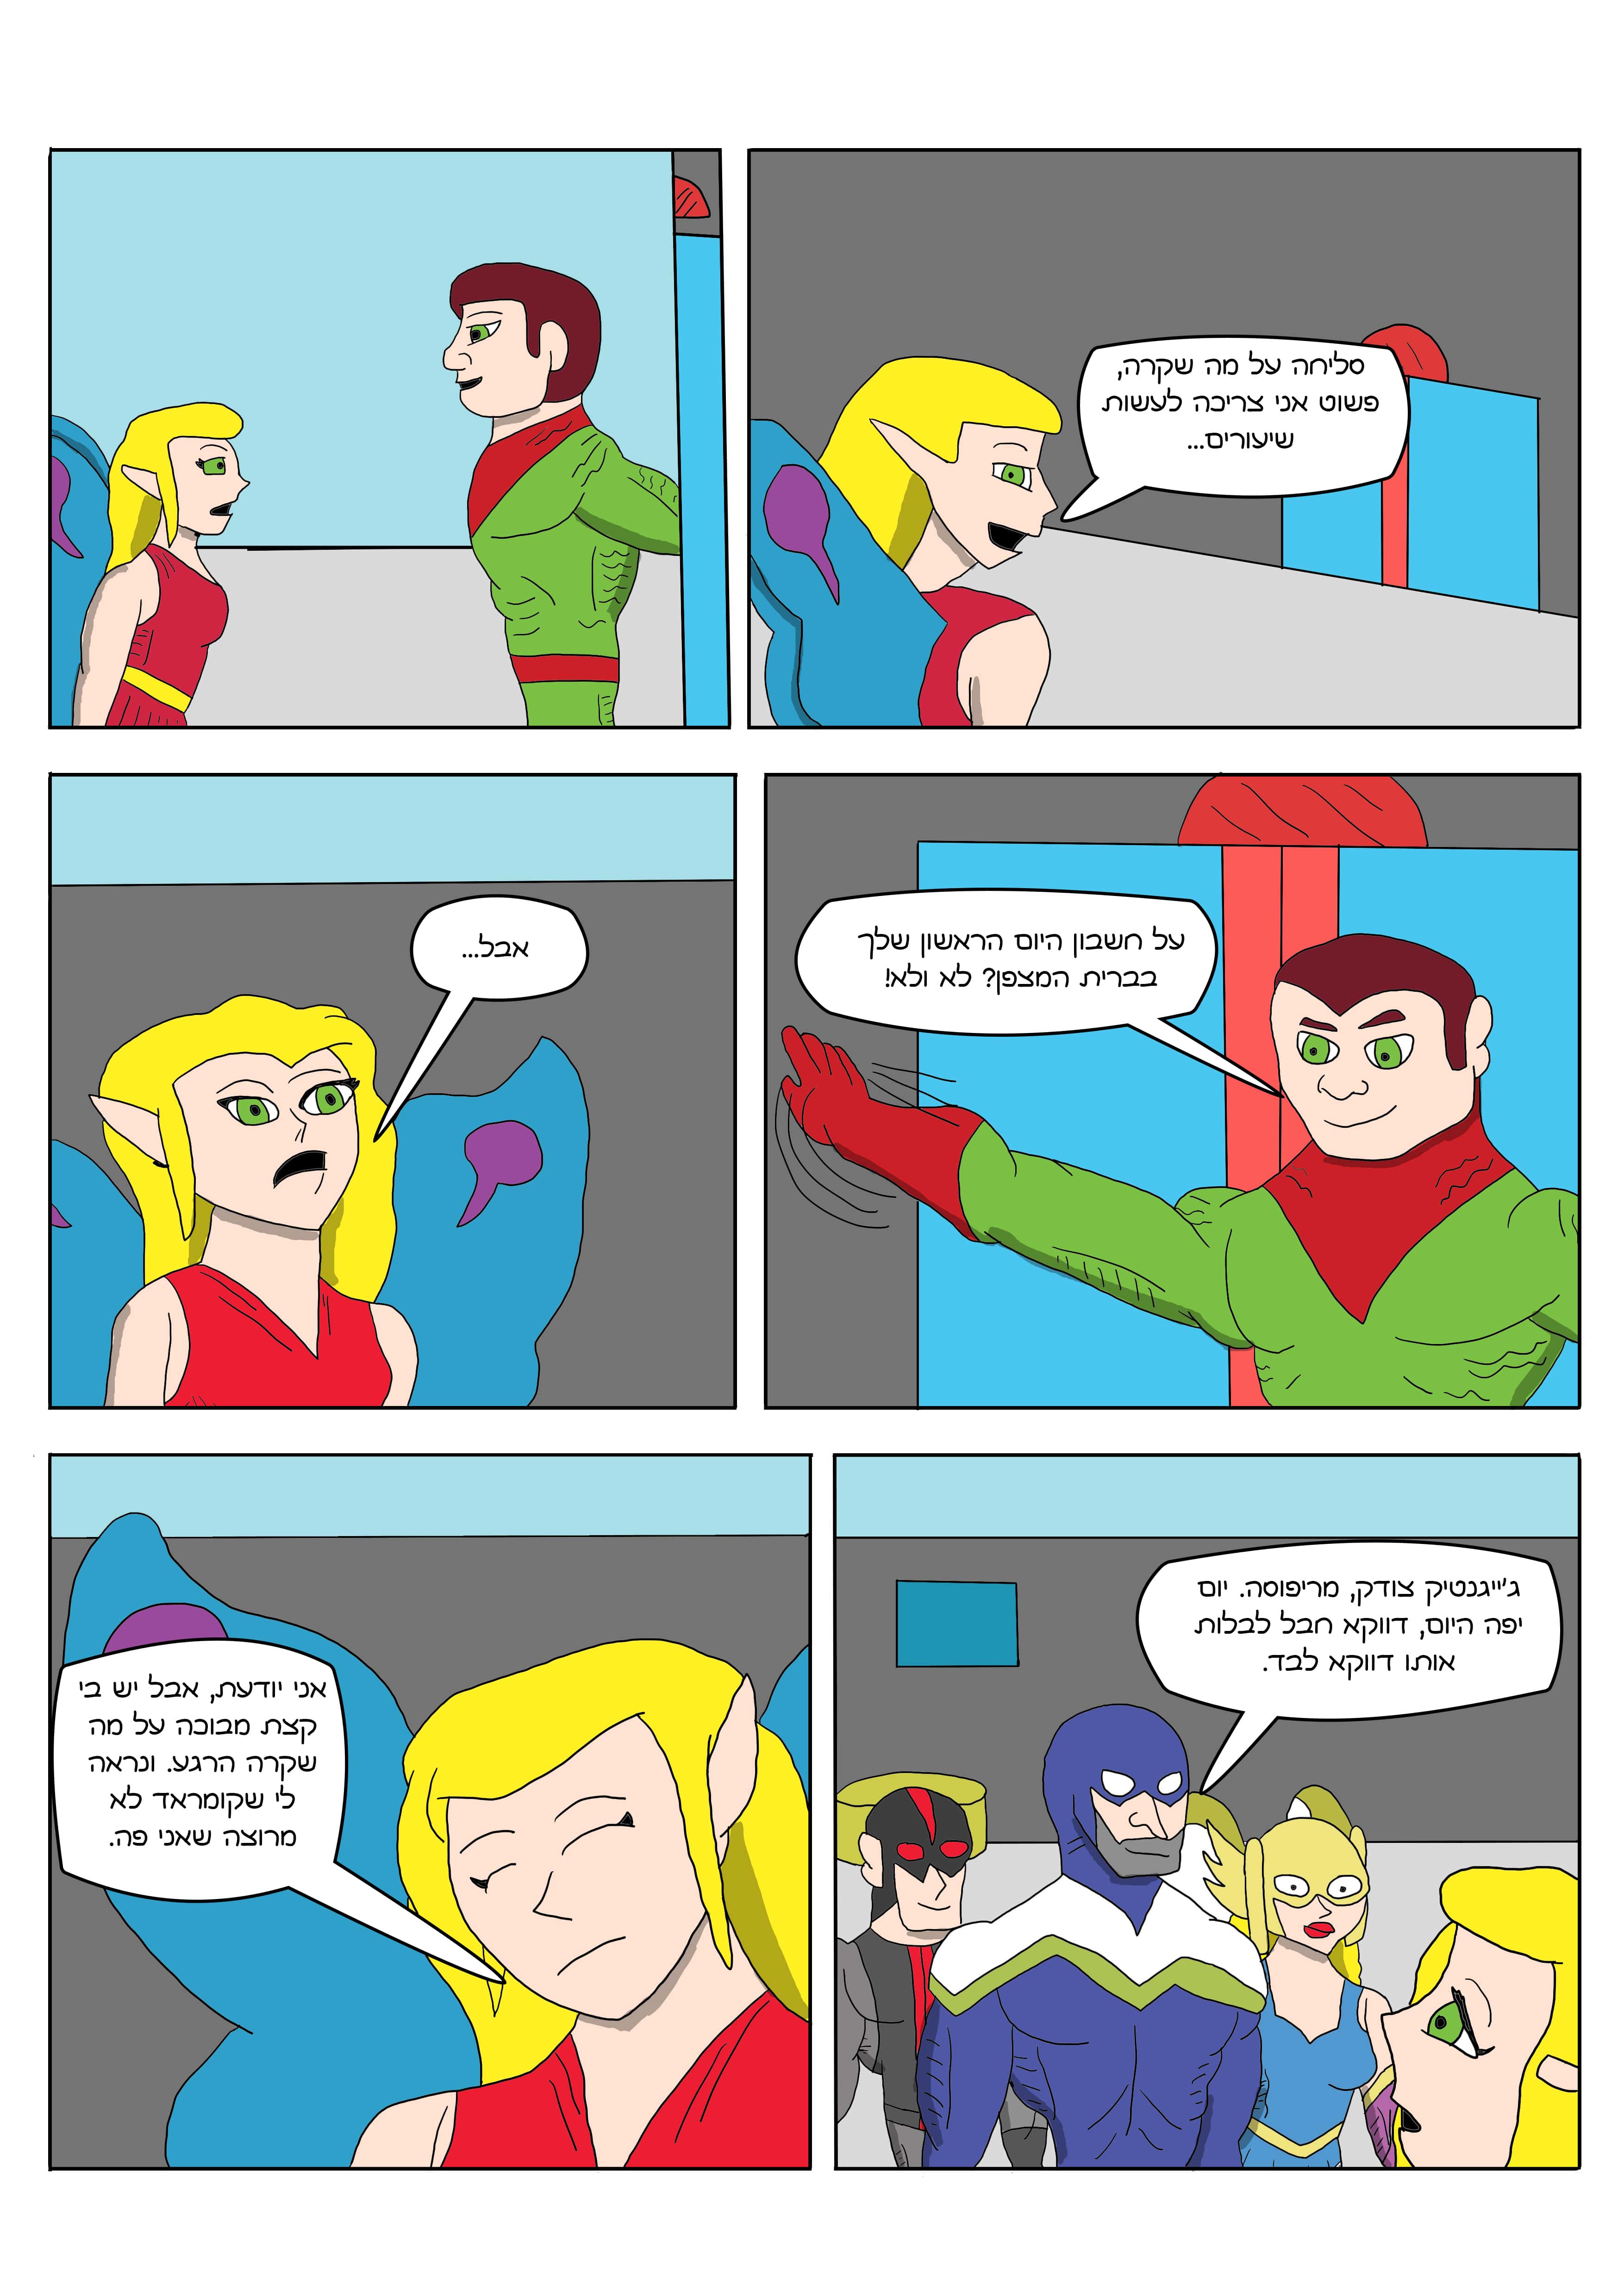 סליחה על מה שקרה,
פשוט אני צריכה לעשות
שיעורים...
על חשבון היום הראשון שלך
בברית המצפן? לא ולא!
אבל...
ג'ייגנטיק צודק, מריפוסה. יום
יפה היום, דווקא חבל לבלות
אותו דווקא לבד.
אני יודעת, אבל יש בי
קצת מבוכה על מה
שקרה הרגע. ונראה
לי שקומראד לא
מרוצה שאני פה.